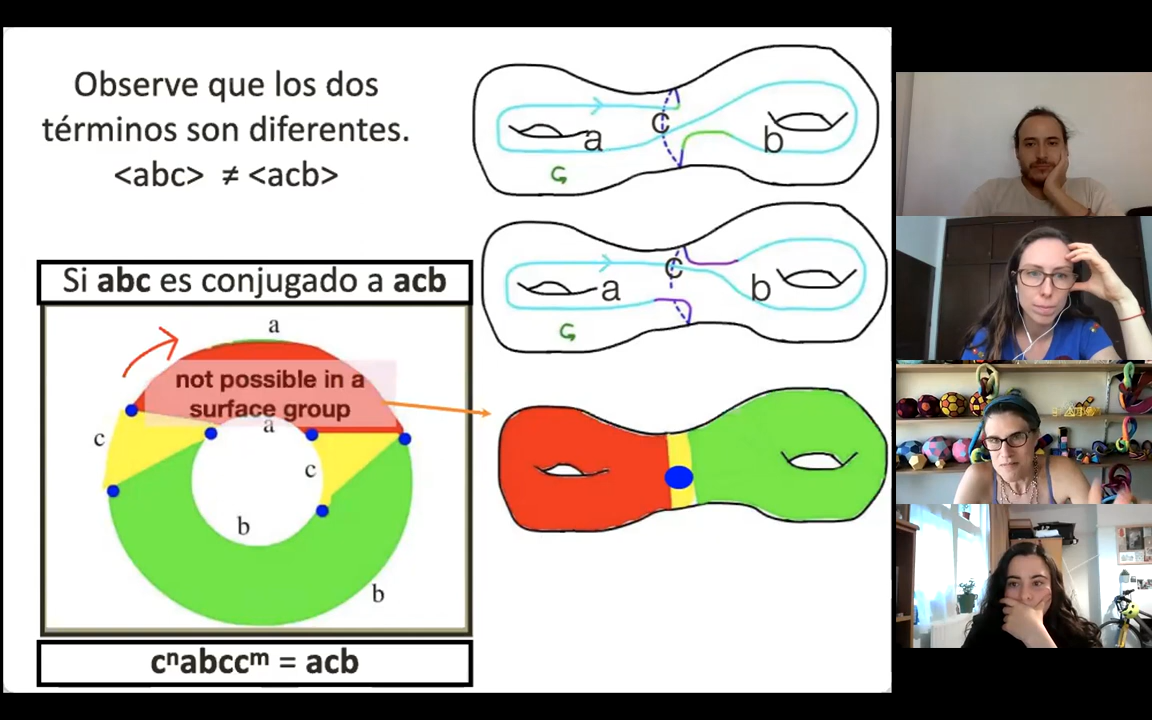 Observe que los dos
términos son diferentes.
<abc> ≠ <acb>
Si abc es conjugado a acb
a
not possible in a
surface group
a
c
c
b
b
cⁿabccᵐ = acb
a
c
b
a
c
b